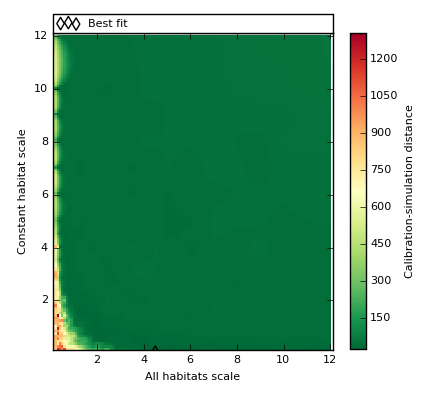 Best fit
12
10
8
6
4
2
Constant habitat scale
2 4 6 8 10 12
All habitats scale
1200
1050
900
750
600
450
300
150
Calibration-simulation distance